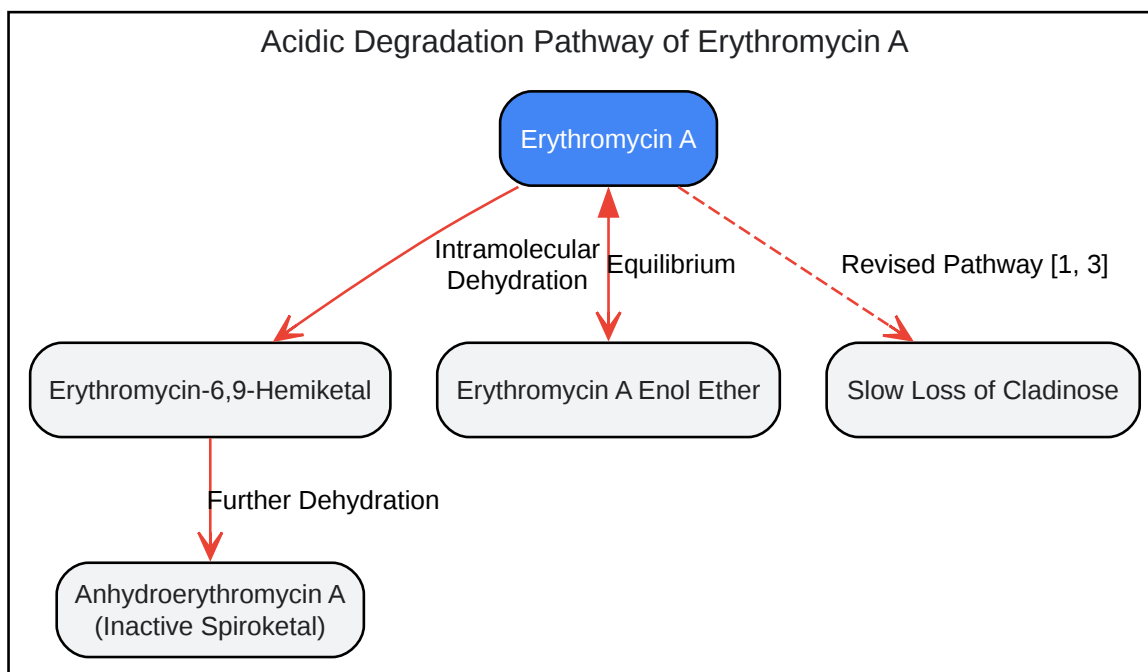 Acidic Degradation Pathway of Erythromycin A
Erythromycin A
Intramolecular
Dehydration
Equilibrium
Revised Pathway [1, 3]
Erythromycin-6,9-Hemiketal
Erythromycin A Enol Ether
Slow Loss of Cladinose
Further Dehydration
Anhydroerythromycin A
(Inactive Spiroketal)